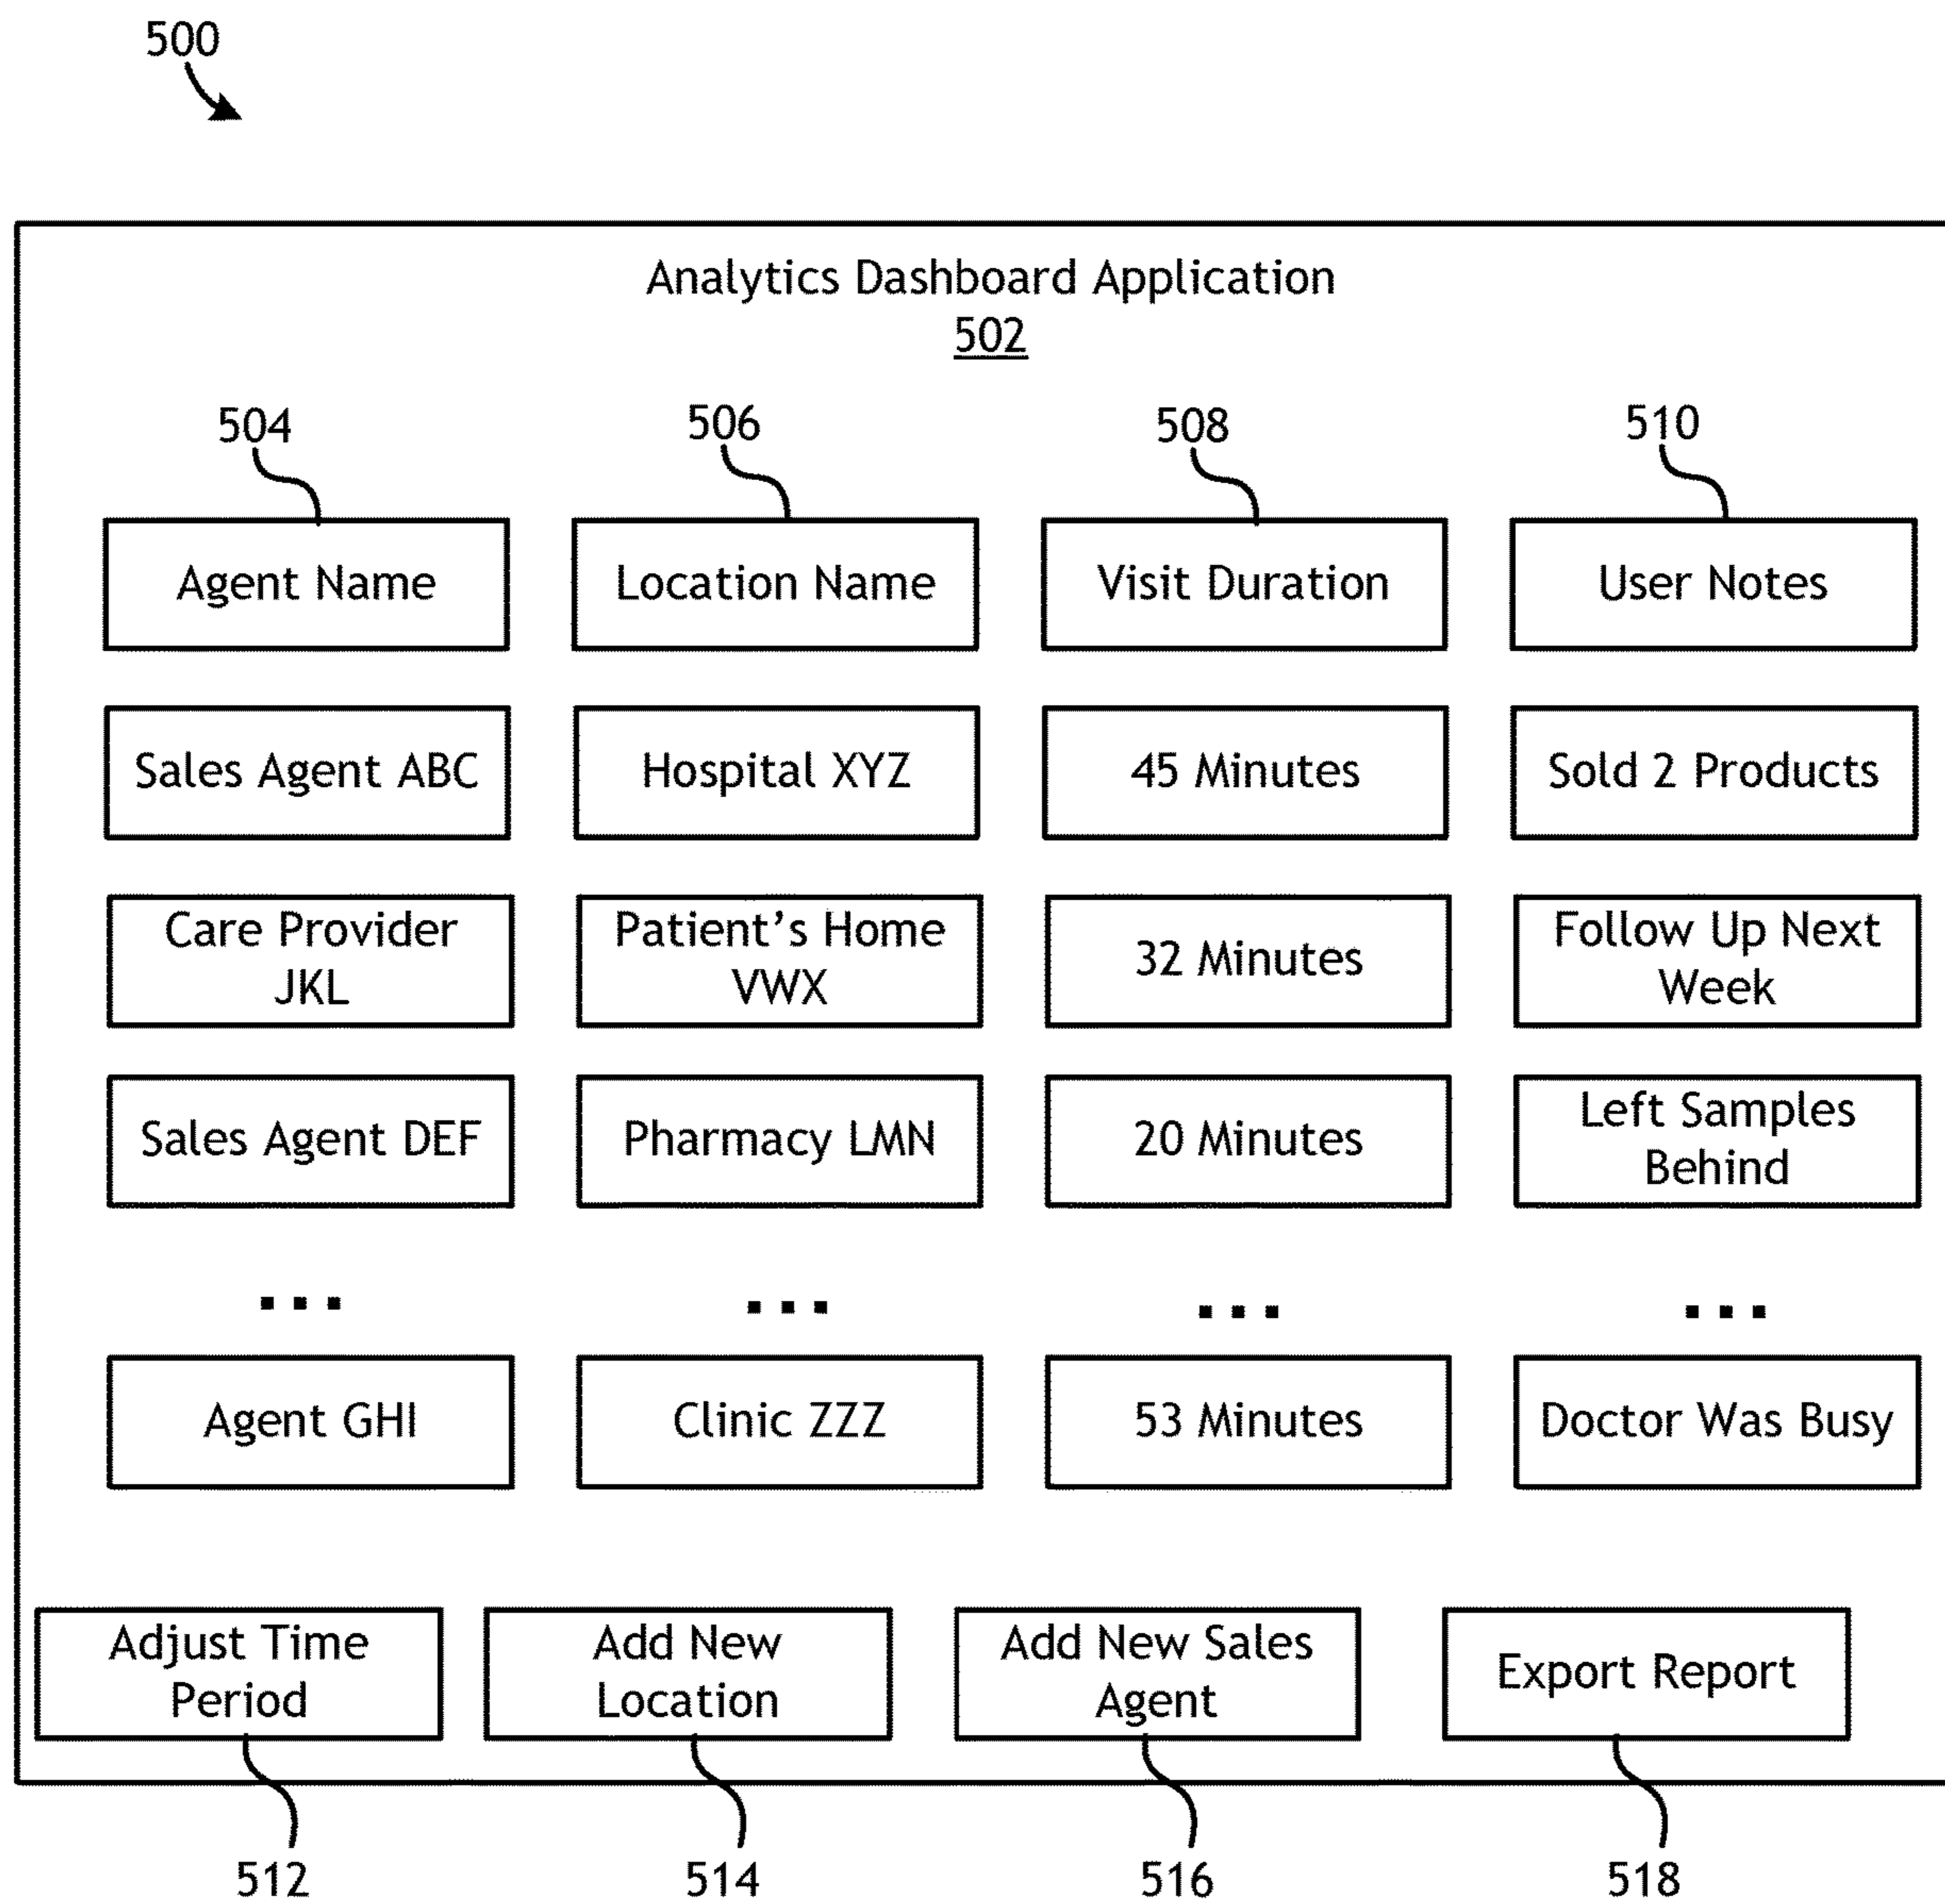 500
Analytics Dashboard Application
502
504 506 508 510
Agent Name Location Name Visit Duration User Notes
Sales Agent ABC Hospital XYZ 45 Minutes Sold 2 Products
Care Provider
JKL
Patient's Home
VWX
32 Minutes
Follow Up Next
Week
Sales Agent DEF Pharmacy LMN 20 Minutes
Left Samples
Behind
... ... ... ...
Agent GHI Clinic ZZZ 53 Minutes Doctor Was Busy
Adjust Time
Period
Add New
Location
Add New Sales
Agent
Export Report
512 514 516 518